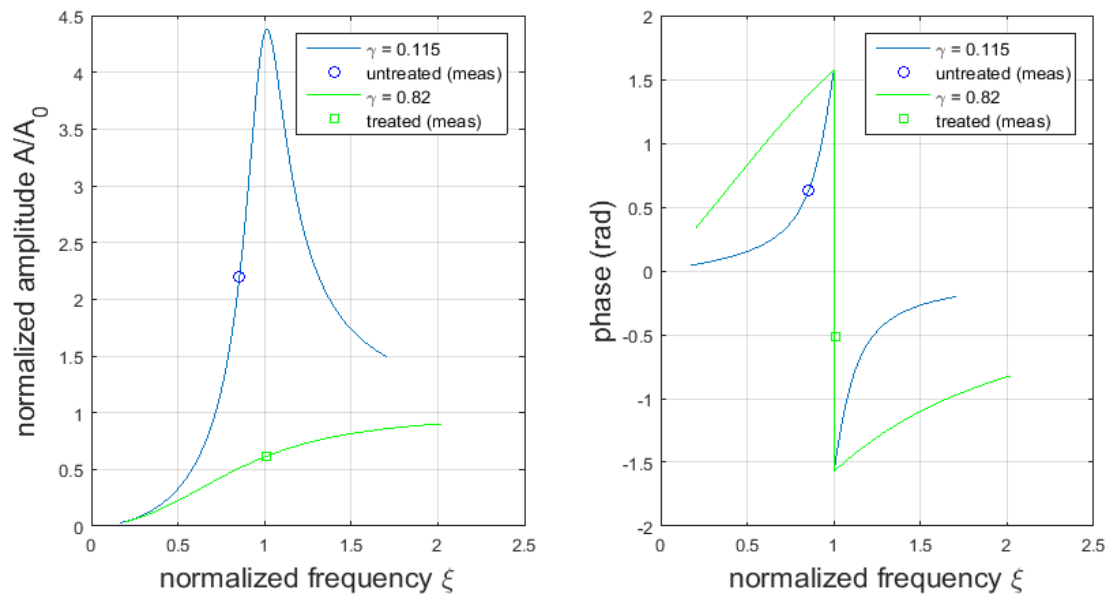 4.5
4
3.5
3
2.5
2
1.5
1
0.5
0
0
0.5
1
1.5
2
2.5
normalized amplitude A/A0
normalized frequency ξ
γ = 0.115
untreated (meas)
γ = 0.82
treated (meas)
2
1.5
1
0.5
0
-0.5
-1
-1.5
-2
0
0.5
1
1.5
2
2.5
phase (rad)
normalized frequency ξ
γ = 0.115
untreated (meas)
γ = 0.82
treated (meas)